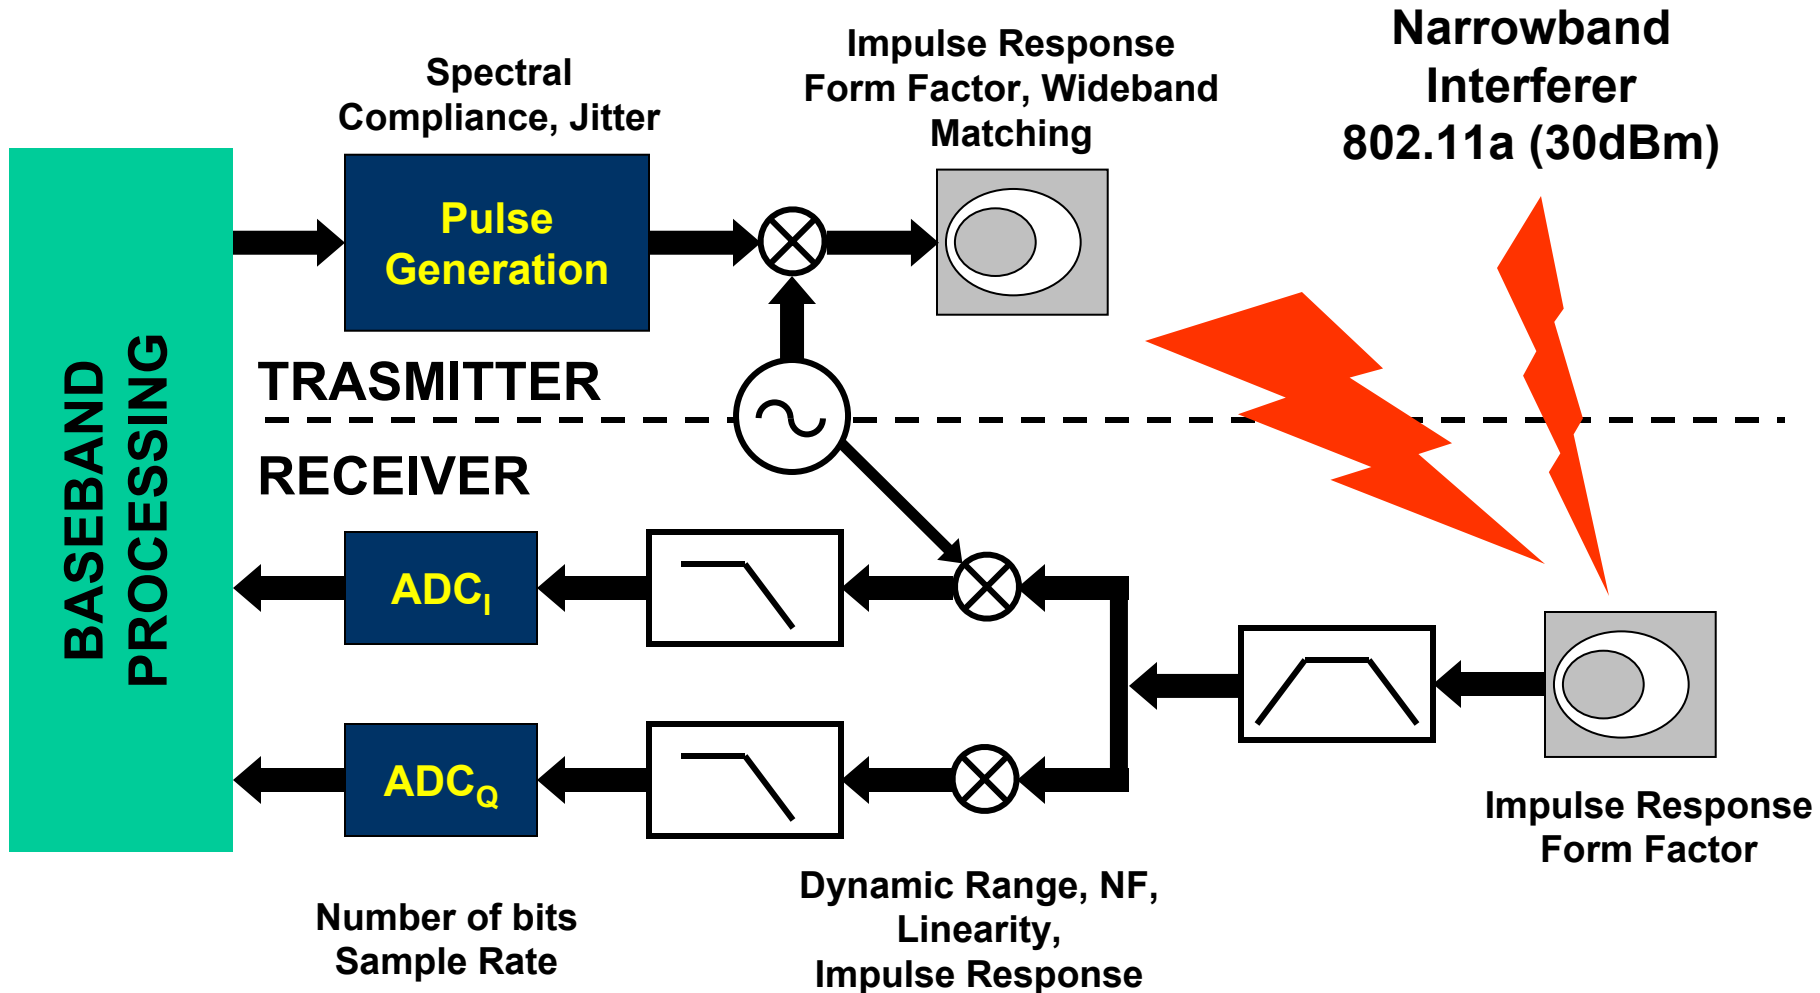 Spectral
Compliance, Jitter
Impulse Response
Form Factor, Wideband
Matching
Narrowband
Interferer
802.11a (30dBm)
Pulse
Generation
BASEBAND
PROCESSING
TRASMITTER
RECEIVER
ADCI
ADCQ
Impulse Response
Form Factor
Number of bits
Sample Rate
Dynamic Range, NF,
Linearity,
Impulse Response